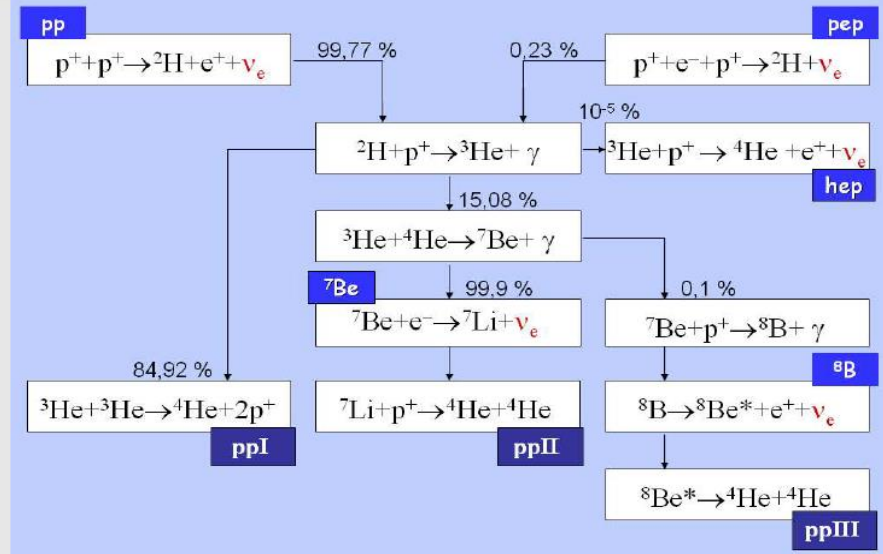 pp
pep
p⁺+p⁺→²H+e⁺+νₑ
99,77 %
0,23 %
p⁺+e⁻+p⁺→²H+νₑ
10⁻⁵ %
²H+p⁺→³He+ γ
³He+p⁺→ ⁴He +e⁺+νₑ
hep
15,08 %
³He+⁴He→⁷Be+ γ
⁷Be
99,9 %
0,1 %
⁷Be+e⁻→⁷Li+νₑ
⁷Be+p⁺→⁸B+ γ
84,92 %
⁸B
³He+³He→⁴He+2p⁺
⁷Li+p⁺→⁴He+⁴He
⁸B→⁸Be*+e⁺+νₑ
ppI
ppII
⁸Be*→⁴He+⁴He
ppIII